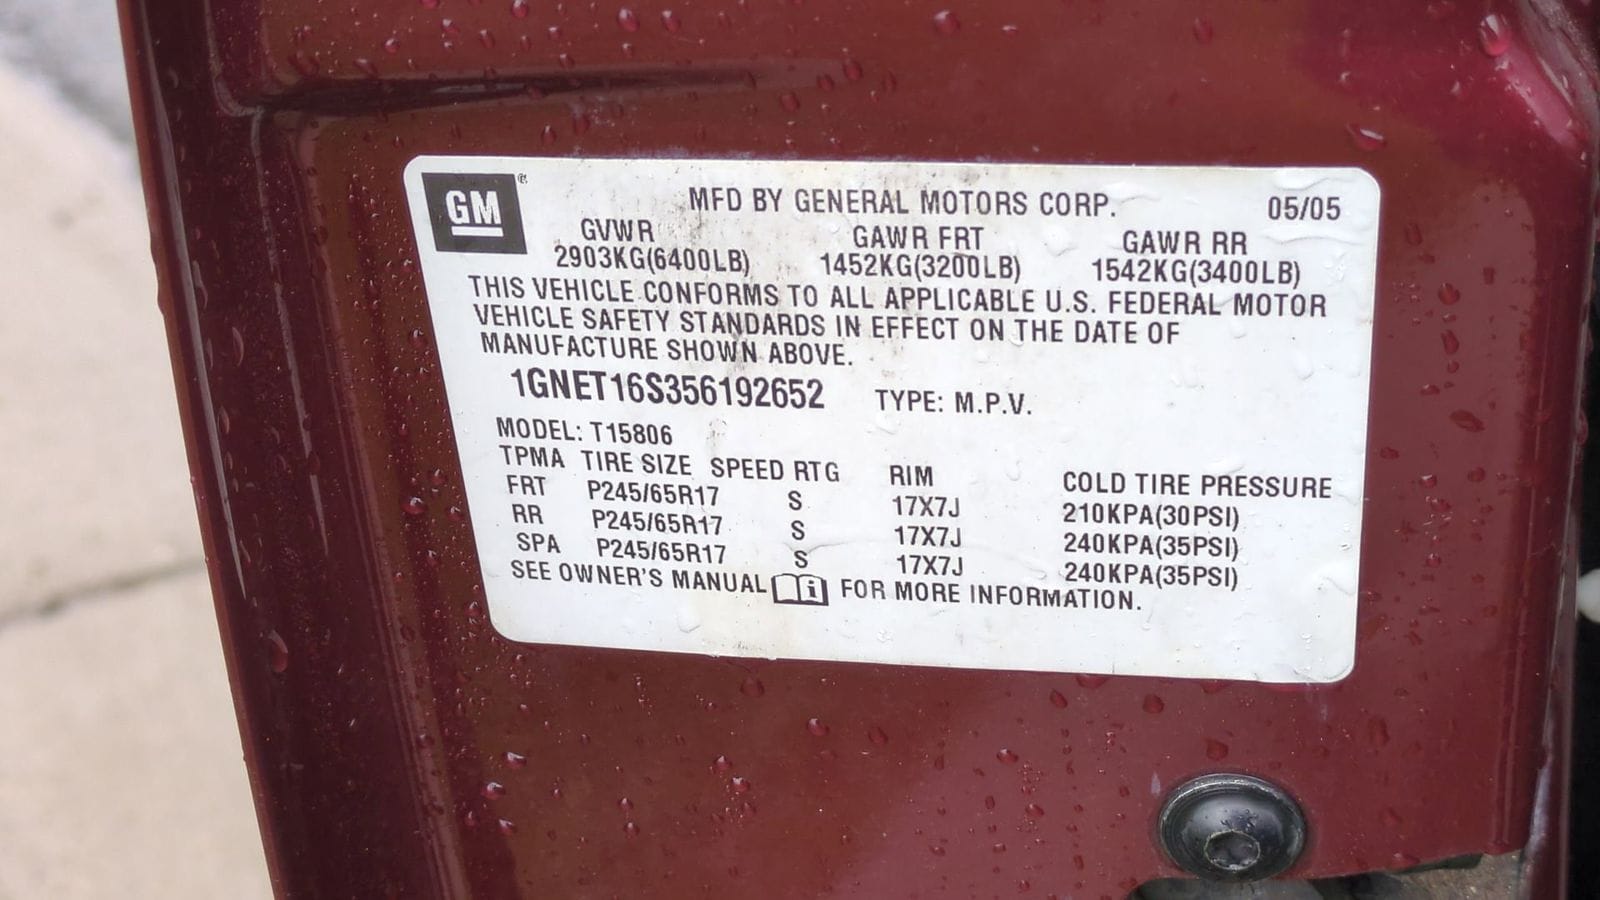 GM
MFD BY GENERAL MOTORS CORP. 05/05
GVWR GAWR FRT GAWR RR
2903KG(6400LB) 1452KG(3200LB) 1542KG(3400LB)
THIS VEHICLE CONFORMS TO ALL APPLICABLE U.S. FEDERAL MOTOR
VEHICLE SAFETY STANDARDS IN EFFECT ON THE DATE OF
MANUFACTURE SHOWN ABOVE.
1GNET16S356192652 TYPE: M.P.V.
MODEL: T15806
TPMA TIRE SIZE SPEED RTG RIM COLD TIRE PRESSURE
FRT P245/65R17 S 17X7J 210KPA(30PSI)
RR P245/65R17 S 17X7J 240KPA(35PSI)
SPA P245/65R17 S 17X7J 240KPA(35PSI)
SEE OWNER'S MANUAL i FOR MORE INFORMATION.